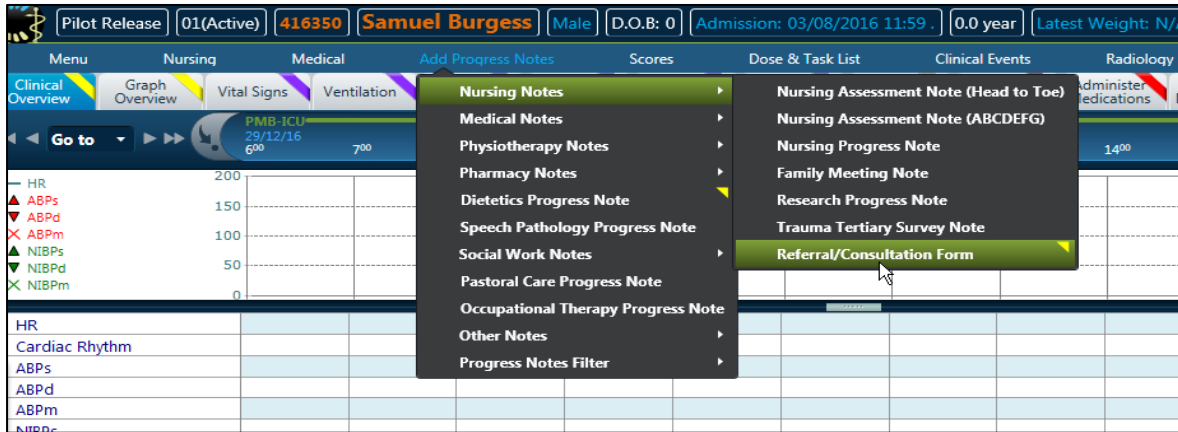 Pilot Release 01(Active) 416350 Samuel Burgess Male D.O.B: 0 Admission: 03/08/2016 11:59 . 0.0 year Latest Weight: N/
Menu Nursing Medical Add Progress Notes Scores Dose & Task List Clinical Events Radiology
Clinical Overview
Graph Overview
Vital Signs
Ventilation
Go to
PMB-ICU
29/12/16
6⁰⁰ 7⁰⁰ 14⁰⁰
HR
ABPs
ABPd
ABPm
NIBPs
NIBPd
NIBPm
200
150
100
50
0
Nursing Notes
Medical Notes
Physiotherapy Notes
Pharmacy Notes
Dietetics Progress Note
Speech Pathology Progress Note
Social Work Notes
Pastoral Care Progress Note
Occupational Therapy Progress Note
Other Notes
Progress Notes Filter
Nursing Assessment Note (Head to Toe)
Nursing Assessment Note (ABCDEFG)
Nursing Progress Note
Family Meeting Note
Research Progress Note
Trauma Tertiary Survey Note
Referral/Consultation Form
HR
Cardiac Rhythm
ABPs
ABPd
ABPm